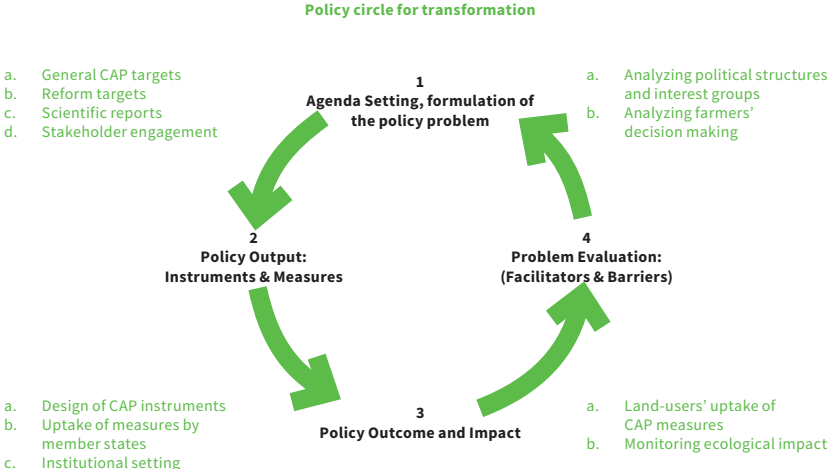 Policy circle for transformation
a. General CAP targets
b. Reform targets
c. Scientific reports
d. Stakeholder engagement
1
Agenda Setting, formulation of
the policy problem
a. Analyzing political structures
and interest groups
b. Analyzing farmers’
decision making
2
Policy Output:
Instruments & Measures
4
Problem Evaluation:
(Facilitators & Barriers)
a. Design of CAP instruments
b. Uptake of measures by
member states
c. Institutional setting
3
Policy Outcome and Impact
a. Land-users’ uptake of
CAP measures
b. Monitoring ecological impact